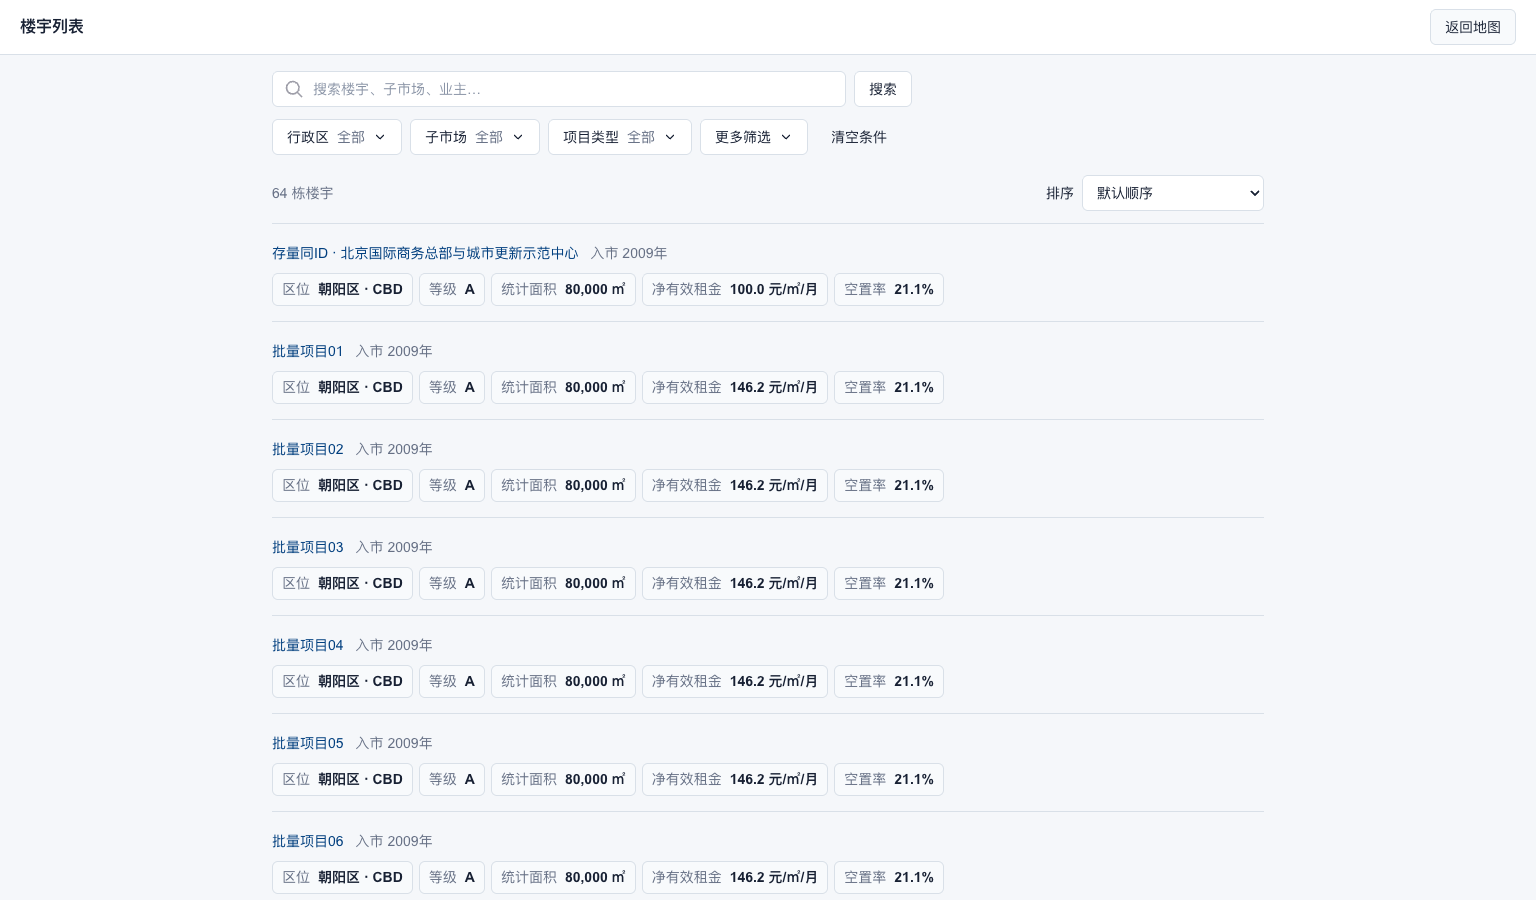 楼宇列表 返回地图
搜索楼宇、子市场、业主... 搜索
行政区 全部 子市场 全部 项目类型 全部 更多筛选 清空条件
64 栋楼宇 排序 默认顺序
存量同ID · 北京国际商务总部与城市更新示范中心 入市 2009年
区位 朝阳区 · CBD 等级 A 统计面积 80,000 ㎡ 净有效租金 100.0 元/㎡/月 空置率 21.1%
批量项目01 入市 2009年
区位 朝阳区 · CBD 等级 A 统计面积 80,000 ㎡ 净有效租金 146.2 元/㎡/月 空置率 21.1%
批量项目02 入市 2009年
区位 朝阳区 · CBD 等级 A 统计面积 80,000 ㎡ 净有效租金 146.2 元/㎡/月 空置率 21.1%
批量项目03 入市 2009年
区位 朝阳区 · CBD 等级 A 统计面积 80,000 ㎡ 净有效租金 146.2 元/㎡/月 空置率 21.1%
批量项目04 入市 2009年
区位 朝阳区 · CBD 等级 A 统计面积 80,000 ㎡ 净有效租金 146.2 元/㎡/月 空置率 21.1%
批量项目05 入市 2009年
区位 朝阳区 · CBD 等级 A 统计面积 80,000 ㎡ 净有效租金 146.2 元/㎡/月 空置率 21.1%
批量项目06 入市 2009年
区位 朝阳区 · CBD 等级 A 统计面积 80,000 ㎡ 净有效租金 146.2 元/㎡/月 空置率 21.1%